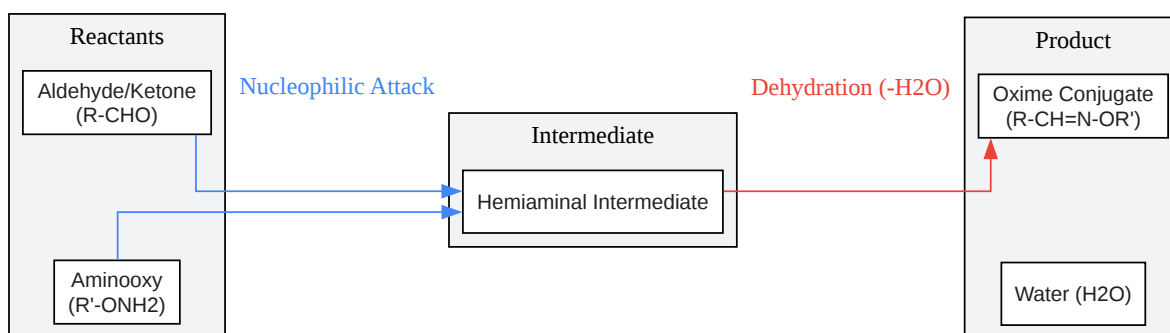 Reactants
Aldehyde/Ketone
(R-CHO)
Aminooxy
(R'-ONH2)
Nucleophilic Attack
Intermediate
Hemiaminal Intermediate
Dehydration (-H2O)
Product
Oxime Conjugate
(R-CH=N-OR')
Water (H2O)